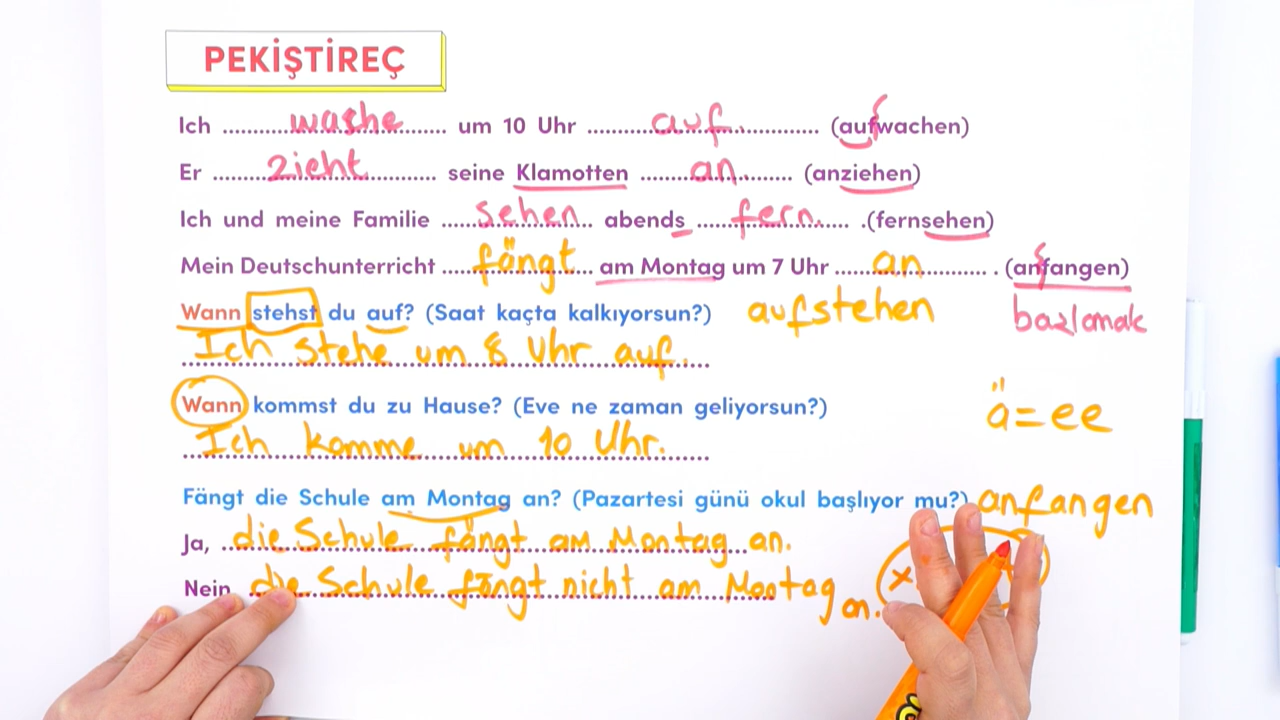 PEKİŞTİREÇ
Ich ......washe...... um 10 Uhr ......auf...... (aufwachen)
Er ......zieht...... seine Klamotten ......an...... (anziehen)
Ich und meine Familie ......sehen...... abends ......fern...... .(fernsehen)
Mein Deutschunterricht ......fängt...... am Montag um 7 Uhr ......an...... . (anfangen)
Wann stehst du auf? (Saat kaçta kalkıyorsun?) aufstehen başlamak
Ich stehe um 8 Uhr auf.
Wann kommst du zu Hause? (Eve ne zaman geliyorsun?) ä=ee
Ich komme um 10 Uhr.
Fängt die Schule am Montag an? (Pazartesi günü okul başlıyor mu?) anfangen
Ja, die Schule fängt am Montag an.
Nein die Schule fängt nicht am Montag an. x